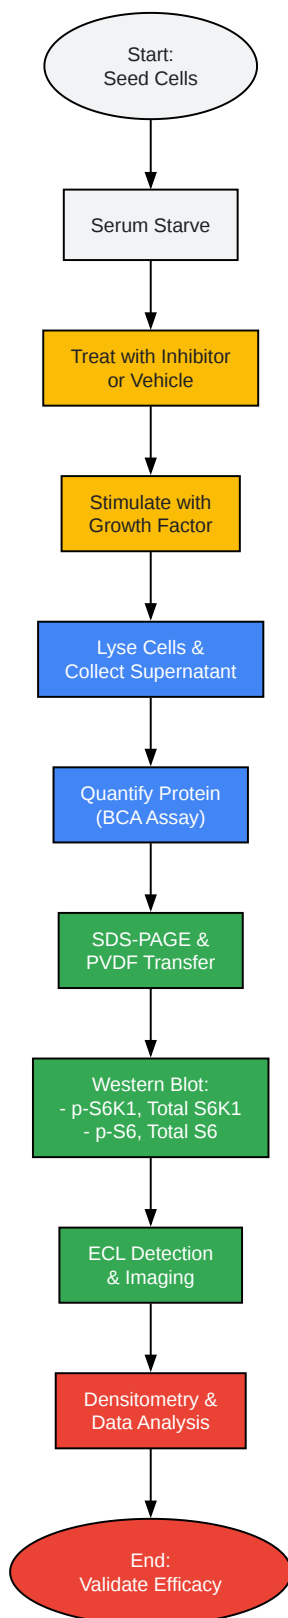 Start:
Seed Cells
Serum Starve
Treat with Inhibitor
or Vehicle
Stimulate with
Growth Factor
Lyse Cells &
Collect Supernatant
Quantify Protein
(BCA Assay)
SDS-PAGE &
PVDF Transfer
Western Blot:
- p-S6K1, Total S6K1
- p-S6, Total S6
ECL Detection
& Imaging
Densitometry &
Data Analysis
End:
Validate Efficacy